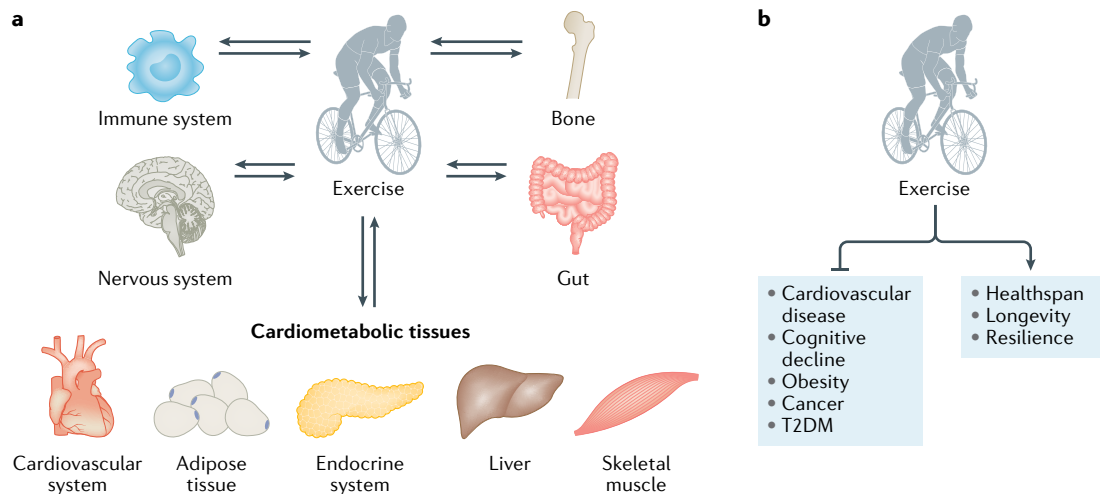 a
Immune system
Bone
Exercise
Nervous system
Gut
Cardiometabolic tissues
Cardiovascular
system
Adipose
tissue
Endocrine
system
Liver
Skeletal
muscle
b
Exercise
• Cardiovascular
disease
• Cognitive
decline
• Obesity
• Cancer
• T2DM
• Healthspan
• Longevity
• Resilience